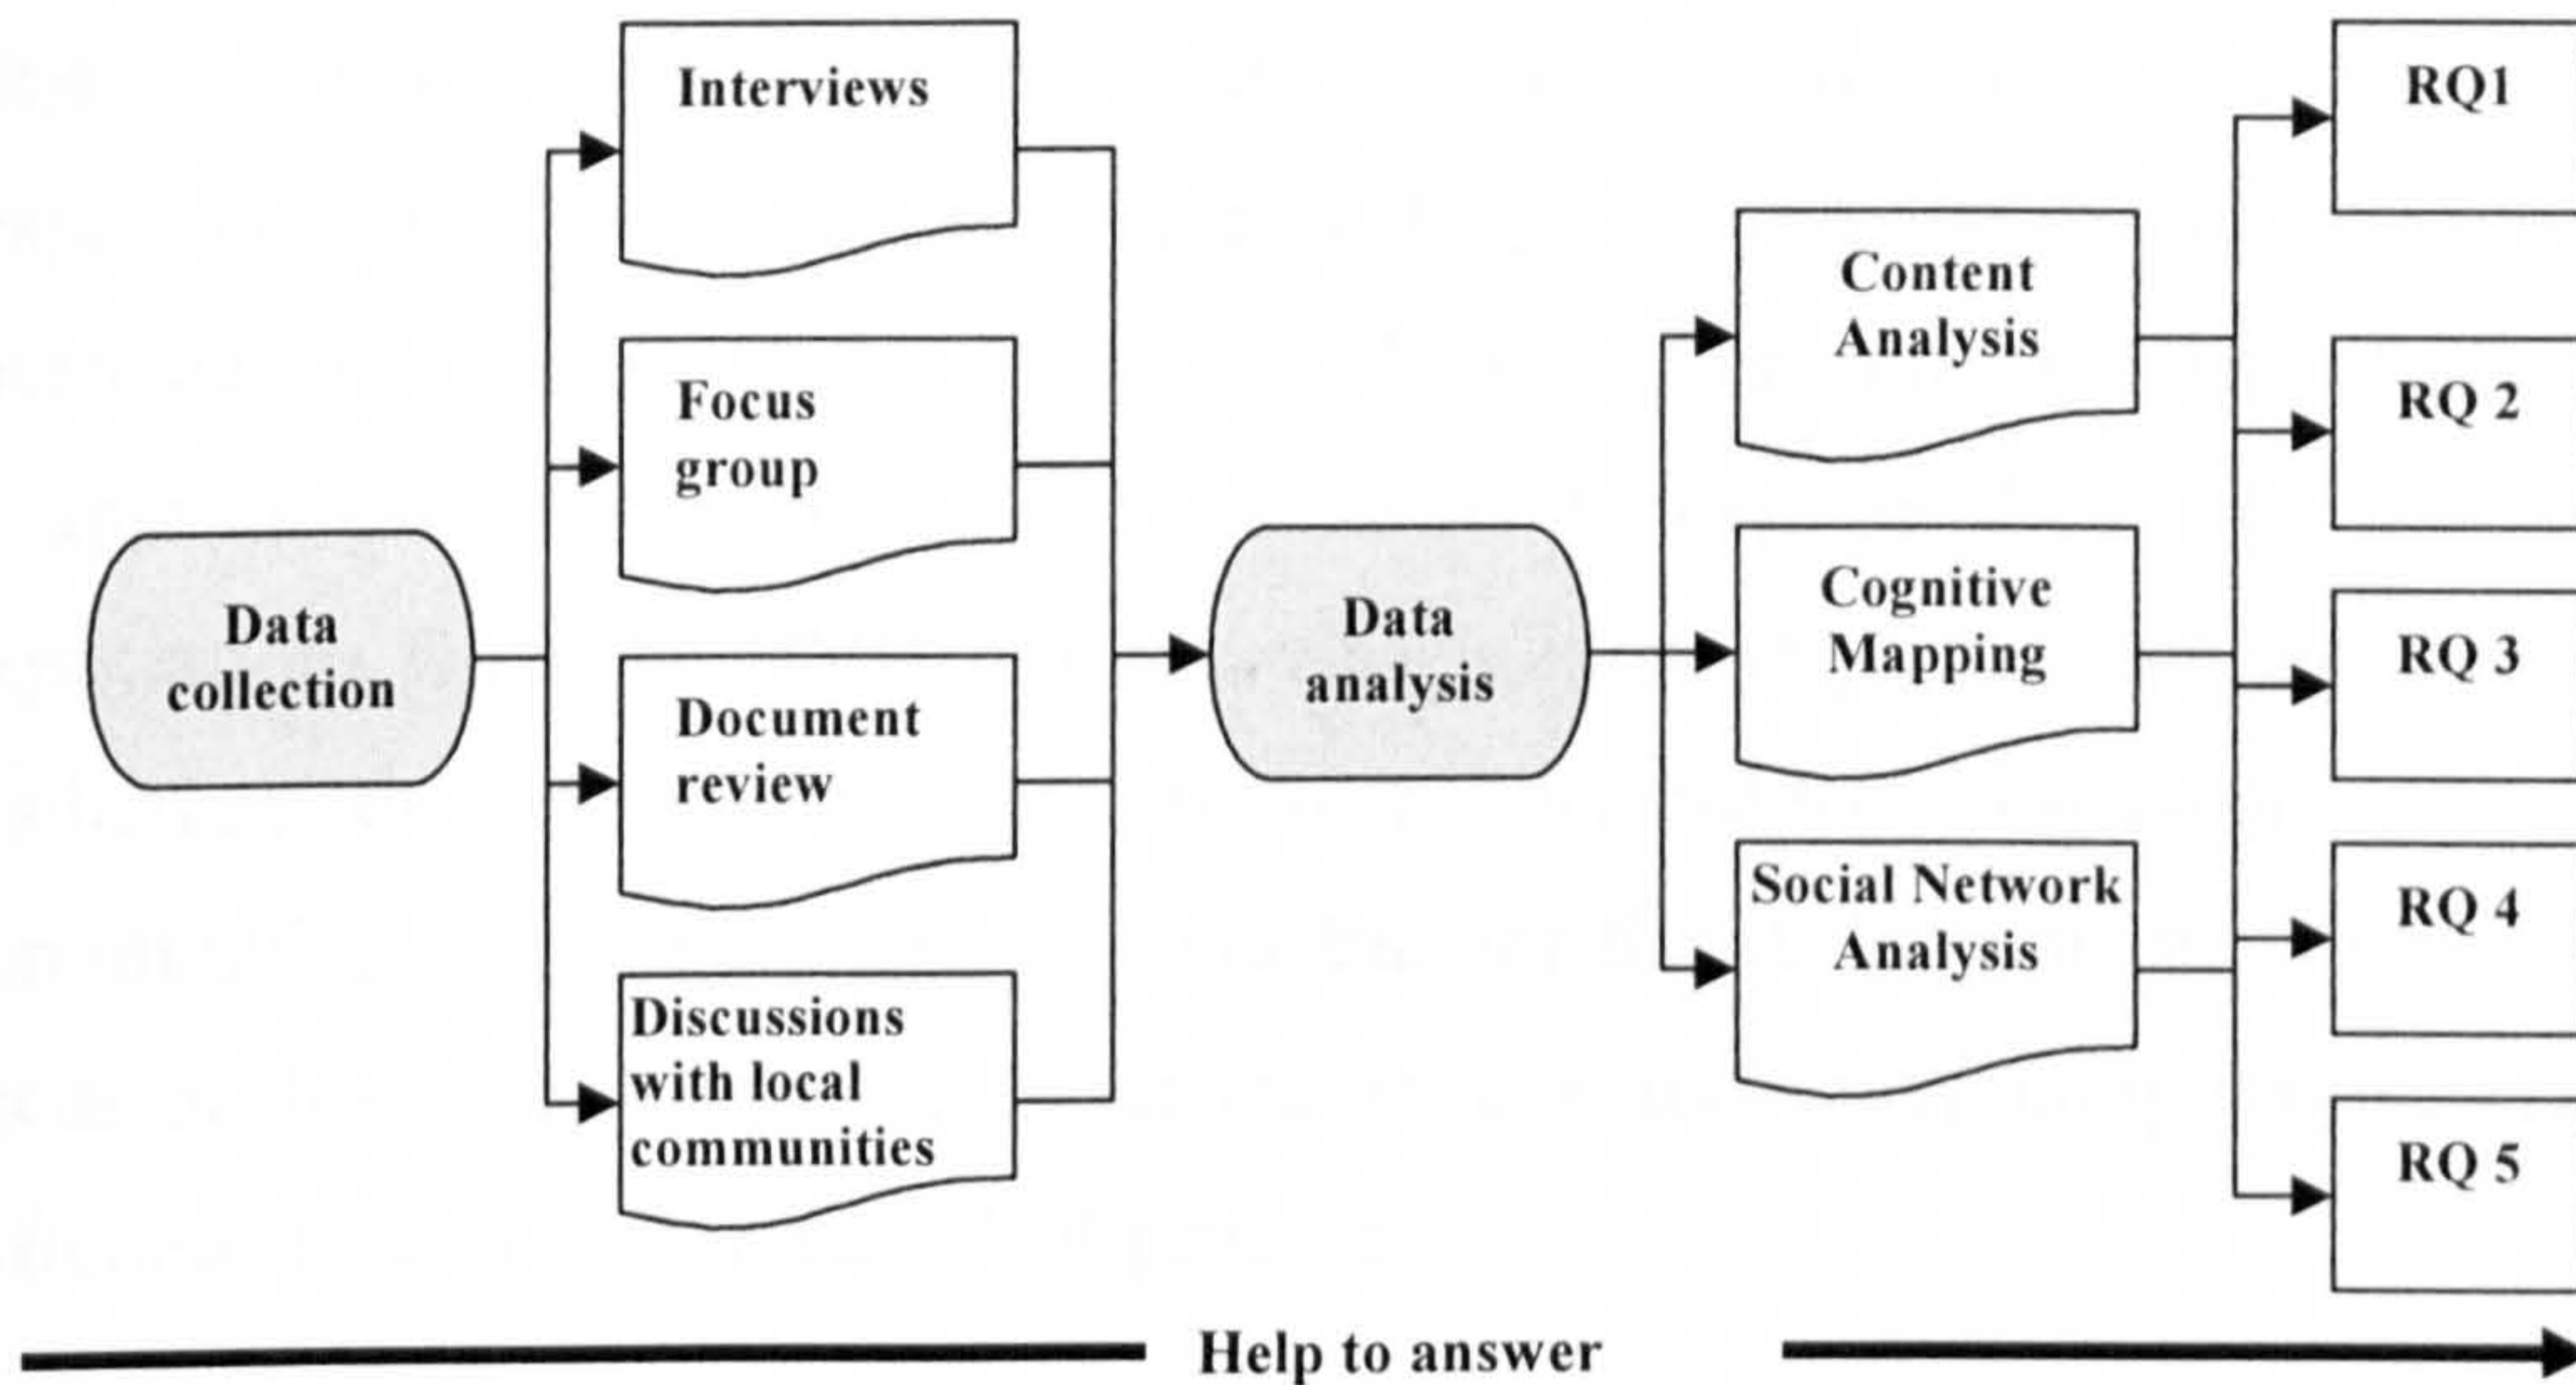 Interviews
Focus
group
Data
collection
Document
review
Discussions
with local
communities
Data
analysis
Content
Analysis
Cognitive
Mapping
Social Network
Analysis
RQ1
RQ 2
RQ 3
RQ 4
RQ 5
Help to answer